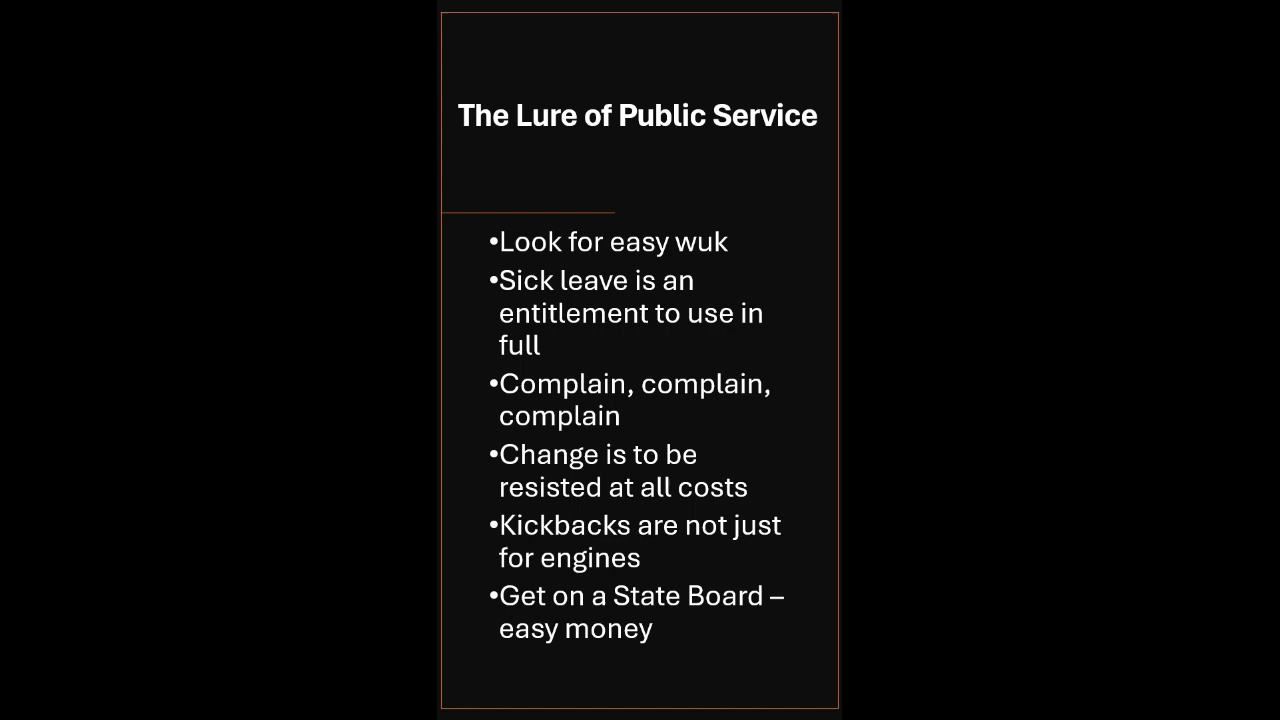 The Lure of Public Service
•Look for easy wuk
•Sick leave is an
entitlement to use in
full
•Complain, complain,
complain
•Change is to be
resisted at all costs
•Kickbacks are not just
for engines
•Get on a State Board –
easy money